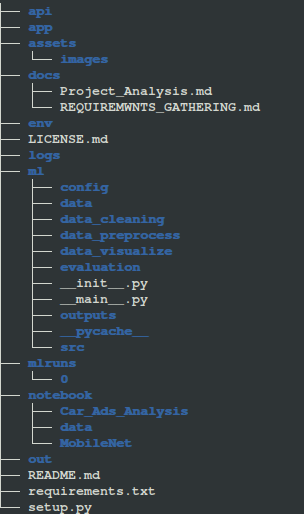 api
app
assets
images
docs
Project_Analysis.md
REQUIREMWNTS_GATHERING.md
env
LICENSE.md
logs
ml
config
data
data_cleaning
data_preprocess
data_visualize
evaluation
__init__.py
__main__.py
outputs
__pycache__
src
mlruns
0
notebook
Car_Ads_Analysis
data
MobileNet
out
README.md
requirements.txt
setup.py